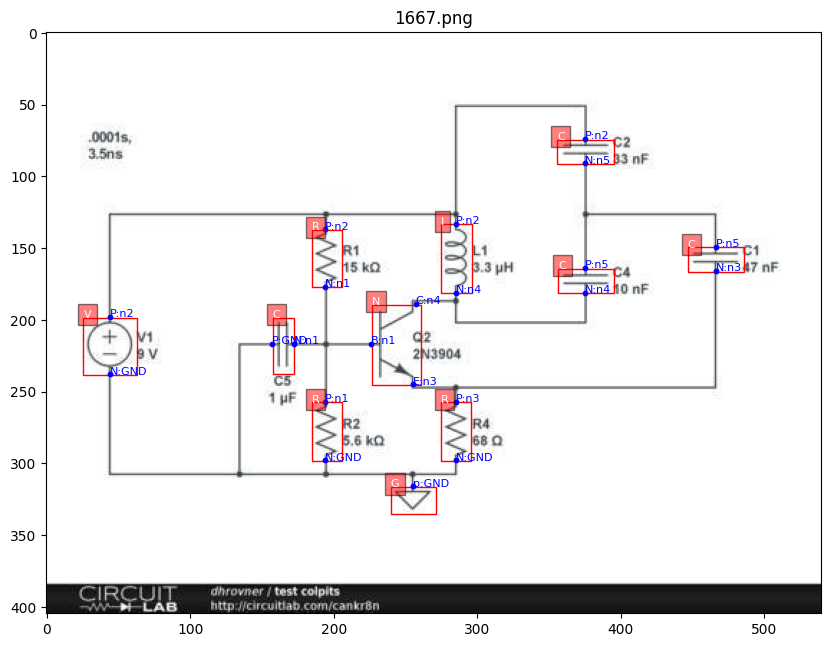 1667.png
0
50
100
150
200
250
300
350
400
0
100
200
300
400
500
.0001s,
3.5ns
C
P:n2
C2
N:n5
33 nF
R
P:n2
R1
15 kΩ
N:n1
I
P:n2
L1
3.3 µH
N:n4
C
P:n5
C4
N:n4
10 nF
C
P:n5
C1
N:n3
47 nF
V
P:n2
V1
9 V
N:GND
C
P:GND
N:n1
C5
1 µF
N
C:n4
B:n1
Q2
2N3904
E:n3
R
P:n1
R2
5.6 kΩ
N:GND
R
P:n3
R4
68 Ω
N:GND
G
p:GND
CIRCUIT
LAB
dhrovner / test colpits
http://circuitlab.com/cankr8n